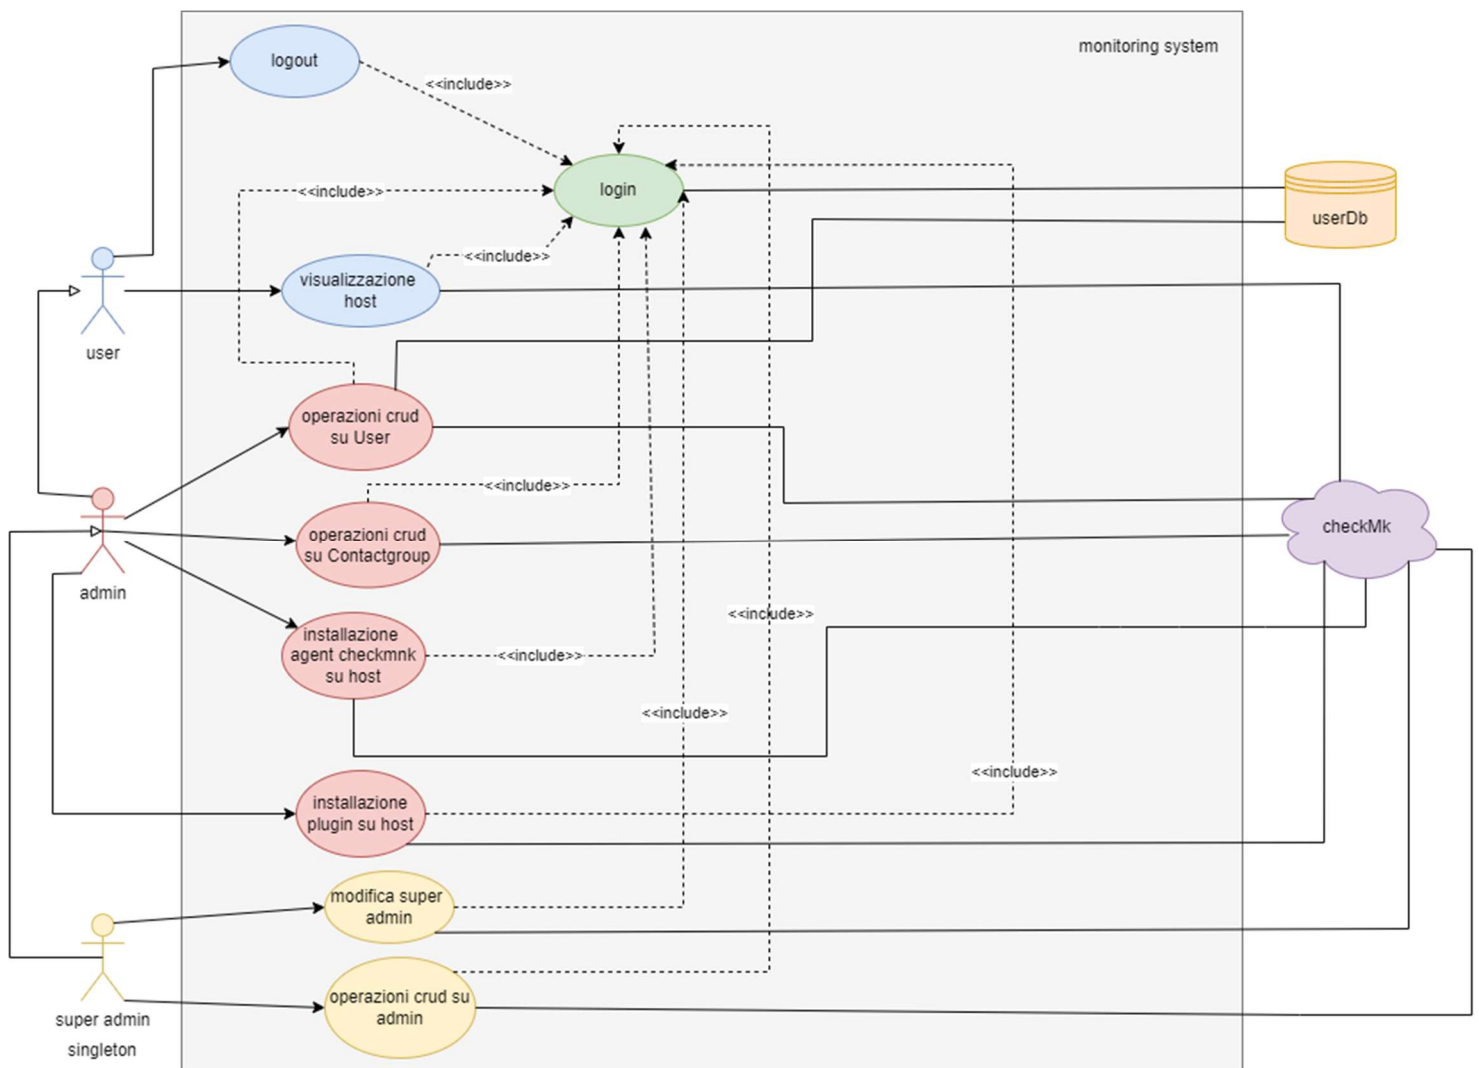 monitoring system
logout
<<include>>
login
<<include>>
userDb
<<include>>
visualizzazione
host
user
operazioni crud
su User
<<include>>
operazioni crud
su Contactgroup
checkMk
admin
<<include>>
installazione
agent checkmnk
su host
<<include>>
<<include>>
<<include>>
installazione
plugin su host
modifica super
admin
operazioni crud su
admin
super admin
singleton